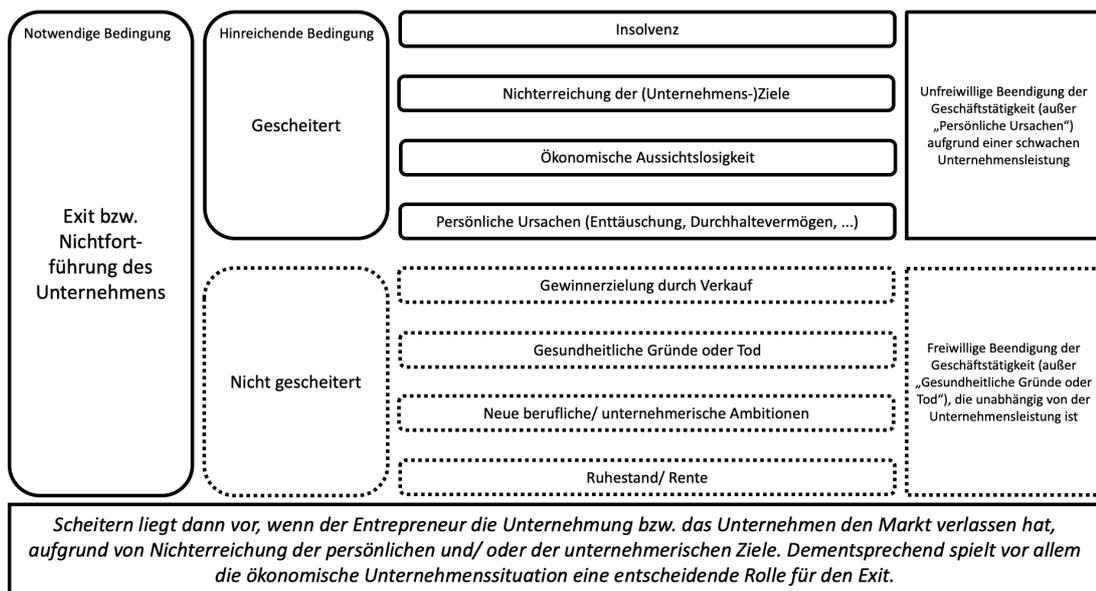 Notwendige Bedingung
Exit bzw.
Nichtfort-
führung des
Unternehmens
Hinreichende Bedingung
Gescheitert
Insolvenz
Nichterreichung der (Unternehmens-)Ziele
Ökonomische Aussichtslosigkeit
Persönliche Ursachen (Enttäuschung, Durchhaltevermögen, ...)
Unfreiwillige Beendigung der
Geschäftstätigkeit (außer
„Persönliche Ursachen“)
aufgrund einer schwachen
Unternehmensleistung
Nicht gescheitert
Gewinnerzielung durch Verkauf
Gesundheitliche Gründe oder Tod
Neue berufliche/ unternehmerische Ambitionen
Ruhestand/ Rente
Freiwillige Beendigung der
Geschäftstätigkeit (außer
„Gesundheitliche Gründe oder
Tod“), die unabhängig von der
Unternehmensleistung ist
Scheitern liegt dann vor, wenn der Entrepreneur die Unternehmung bzw. das Unternehmen den Markt verlassen hat,
aufgrund von Nichterreichung der persönlichen und/ oder der unternehmerischen Ziele. Dementsprechend spielt vor allem
die ökonomische Unternehmenssituation eine entscheidende Rolle für den Exit.